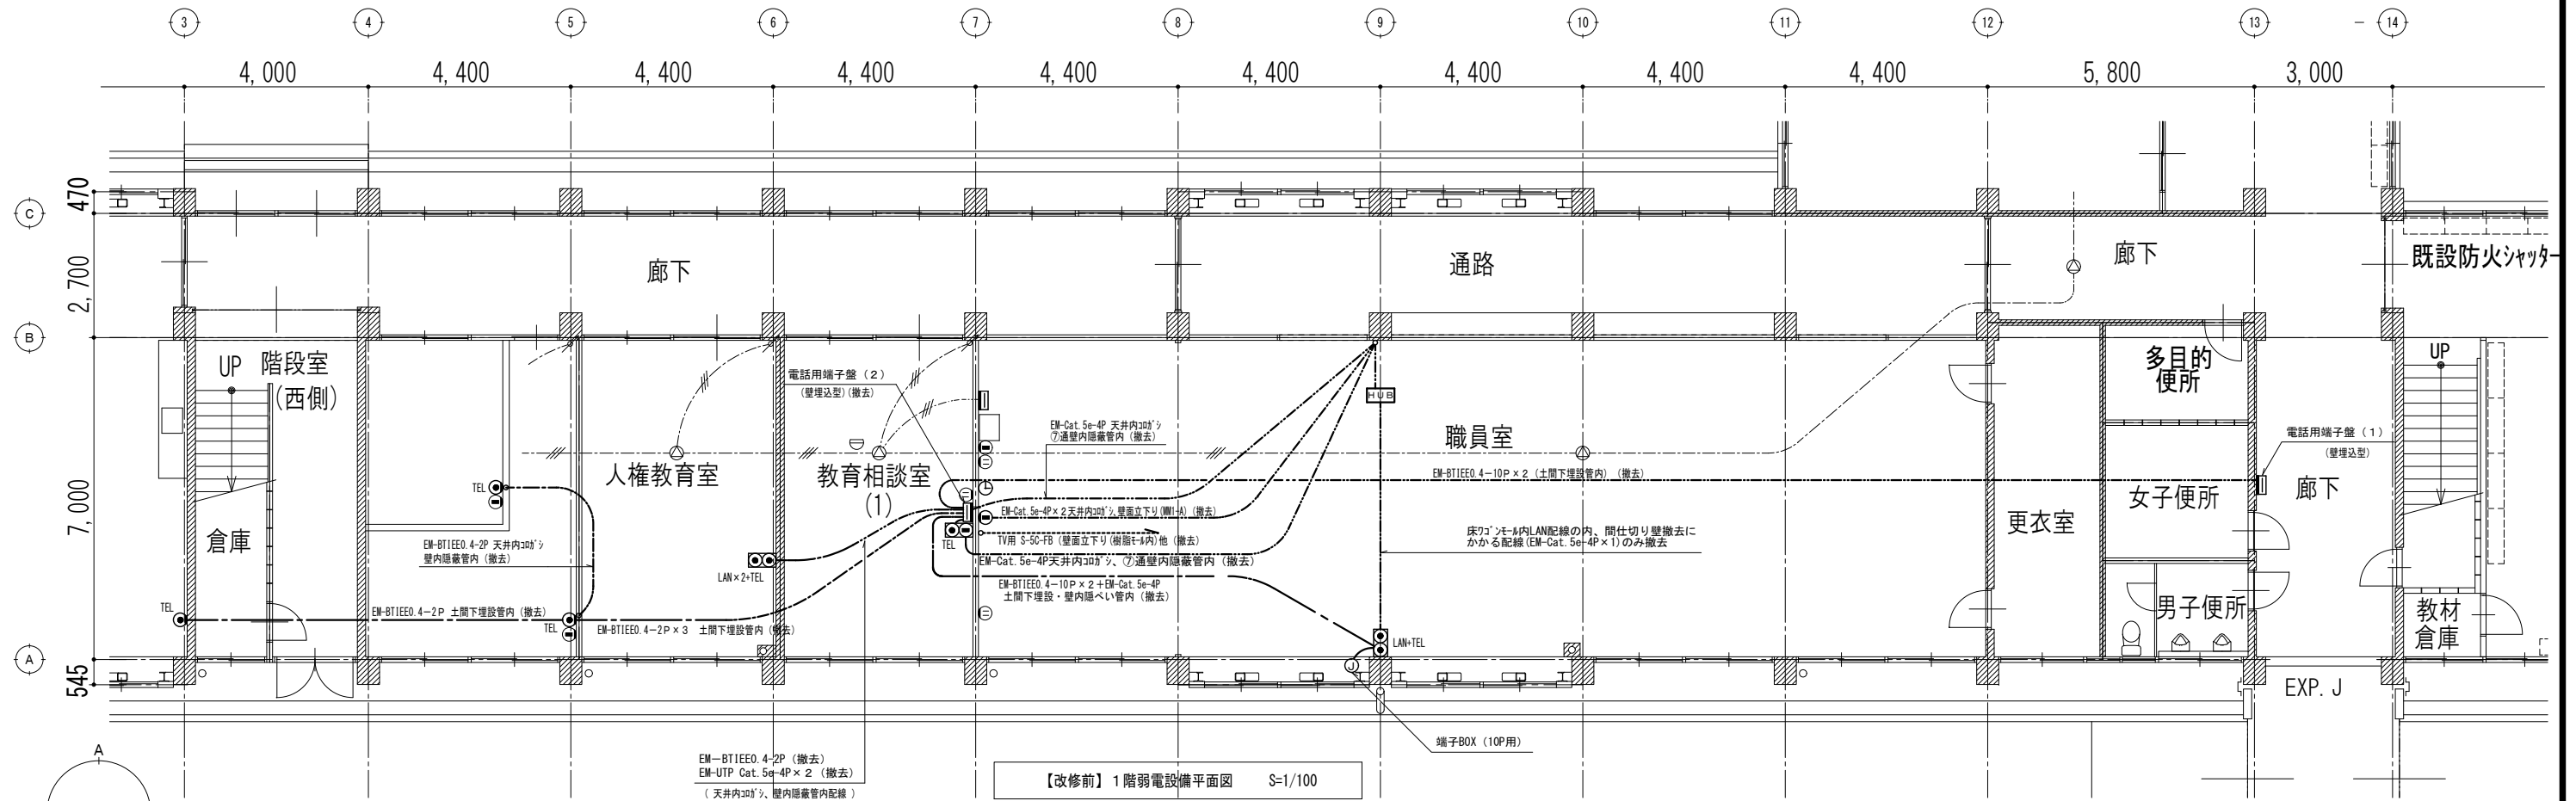 3 4 5 6 7 8 9 10 11 12 13 14
4,000 4,400 4,400 4,400 4,400 4,400 4,400 4,400 4,400 5,800 3,000
C
470
2,700
B
7,000
A
545
廊下
通路
廊下
既設防火シャッター
UP
階段室
(西側)
倉庫
人権教育室
教育相談室
(1)
職員室
更衣室
多目的
便所
女子便所
男子便所
廊下
UP
教材
倉庫
EXP. J
電話用端子盤(2)
(壁埋込型)(撤去)
EM-Cat.5e-4P 天井内コロガシ
⑦通壁内隠蔽管内(撤去)
HUB
電話用端子盤(1)
(壁埋込型)
EM-BTIEE0.4-10P×2(土間下埋設管内)(撤去)
EM-Cat.5e-4P×2天井内コロガシ、壁面立下り(MM1-A)(撤去)
TV用 S-5C-FB(壁面立下り(樹脂モール内)他(撤去)
EM-Cat.5e-4P天井内コロガシ、⑦通壁内隠蔽管内(撤去)
EM-BTIEE0.4-10P×2+EM-Cat.5e-4P
土間下埋設・壁内隠ぺい管内(撤去)
床ワゴンモール内LAN配線の内、間仕切り壁撤去に
かかる配線(EM-Cat.5e-4P×1)のみ撤去
TEL
EM-BTIEE0.4-2P 天井内コロガシ
壁内隠蔽管内(撤去)
TEL
LAN×2+TEL
TEL
EM-BTIEE0.4-2P 土間下埋設管内(撤去)
TEL
EM-BTIEE0.4-2P×3 土間下埋設管内(撤去)
LAN+TEL
J
端子BOX(10P用)
A
EM-BTIEE0.4-2P(撤去)
EM-UTP Cat.5e-4P×2(撤去)
(天井内コロガシ、壁内隠蔽管内配線)
【改修前】1階弱電設備平面図 S=1/100